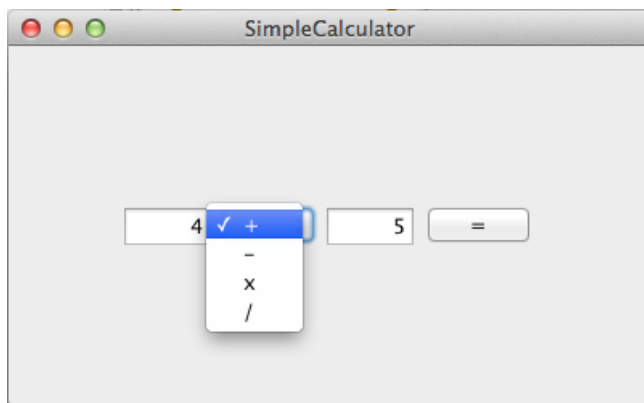 SimpleCalculator
4 ✓ + 5 =
–
x
/